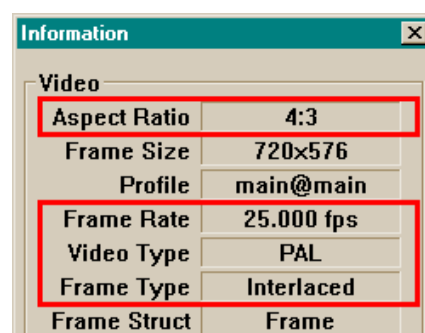 Information
Video
Aspect Ratio 4:3
Frame Size 720x576
Profile main@main
Frame Rate 25.000 fps
Video Type PAL
Frame Type Interlaced
Frame Struct Frame